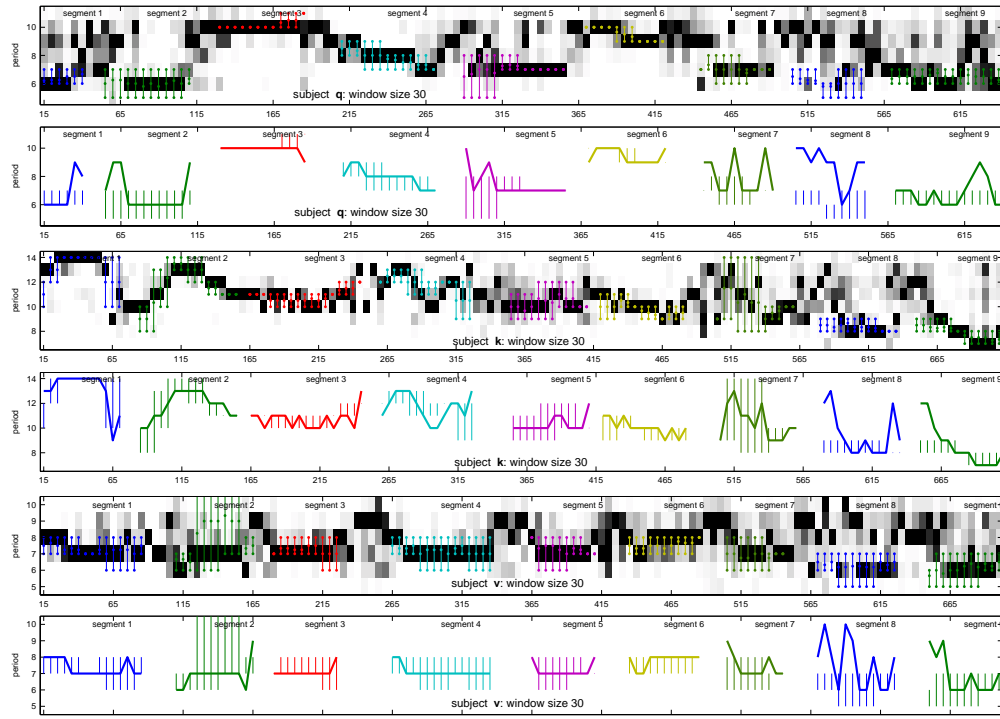 segment 1 segment 2 segment 3 segment 4 segment 5 segment 6 segment 7 segment 8 segment 9
10
8
6
period
subject q: window size 30
15 65 115 165 215 265 315 365 415 465 515 565 615
segment 1 segment 2 segment 3 segment 4 segment 5 segment 6 segment 7 segment 8 segment 9
10
8
6
period
subject q: window size 30
15 65 115 165 215 265 315 365 415 465 515 565 615
segment 1 segment 2 segment 3 segment 4 segment 5 segment 6 segment 7 segment 8 segment 9
14
12
10
8
period
subject k: window size 30
15 65 115 165 215 265 315 365 415 465 515 565 615 665
segment 1 segment 2 segment 3 segment 4 segment 5 segment 6 segment 7 segment 8 segment 9
14
12
10
8
period
subject k: window size 30
15 65 115 165 215 265 315 365 415 465 515 565 615 665
segment 1 segment 2 segment 3 segment 4 segment 5 segment 6 segment 7 segment 8 segment
10
9
8
7
6
5
period
subject v: window size 30
15 65 115 165 215 265 315 365 415 465 515 565 615 665
segment 1 segment 2 segment 3 segment 4 segment 5 segment 6 segment 7 segment 8 segment
10
9
8
7
6
5
period
subject v: window size 30
15 65 115 165 215 265 315 365 415 465 515 565 615 665